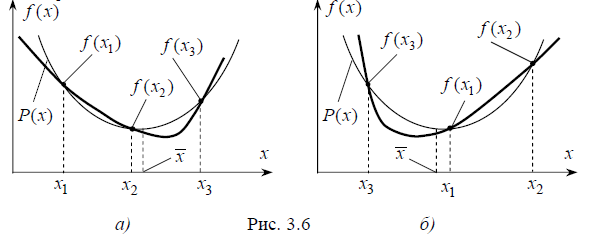 f(x)
f(x₁)
f(x₃)
f(x₂)
P(x)
x̅
x
x₁
x₂
x₃
а)
f(x)
f(x₂)
f(x₃)
f(x₁)
P(x)
x̅
x
x₃
x₁
x₂
б)
Рис. 3.6